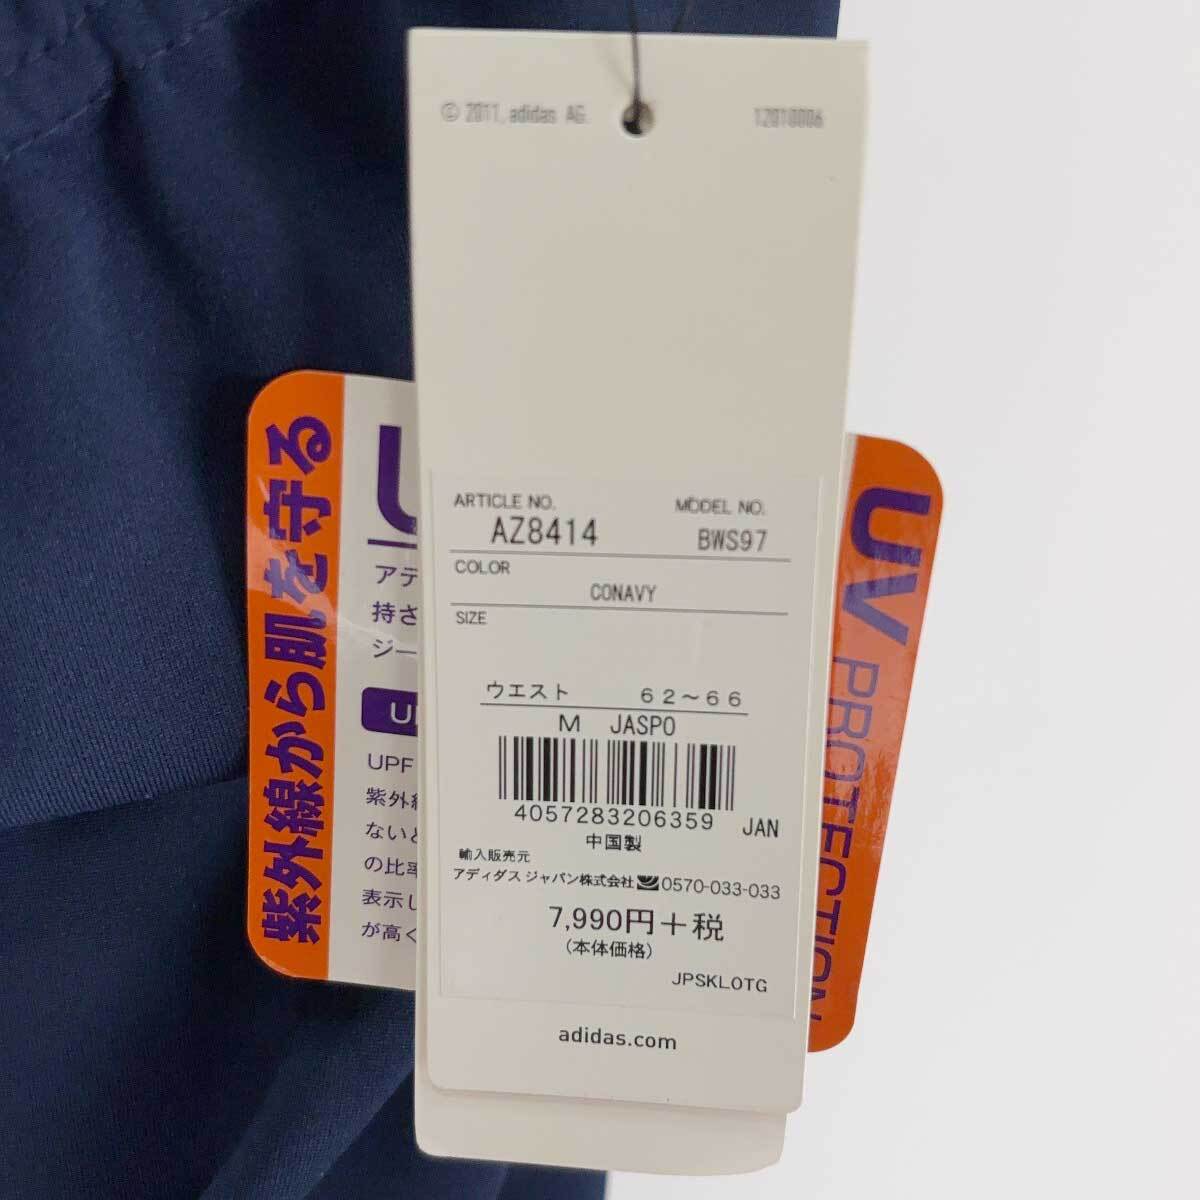 © 2011, adidas AG. 12010006
ARTICLE NO. MODEL NO.
AZ8414 BWS97
COLOR
CONAVY
SIZE
ウエスト 62～66
M JASPO
4057283206359 JAN
中国製
輸入販売元
アディダス ジャパン株式会社 0570-033-033
7,990円＋税
(本体価格)
JPSKLOTG
adidas.com
紫外線から肌を守る
U
アデ
持さ
ジー
UPF
紫外
ないと
の比率
表示し
が高く
UV PROTECTION